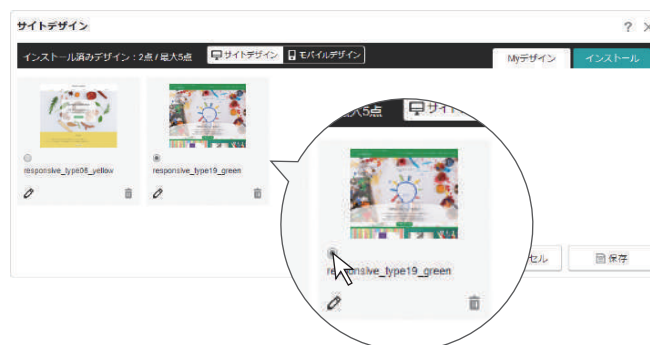 サイトデザイン
?
×
インストール済みデザイン : 2点 / 最大5点
サイトデザイン
モバイルデザイン
Myデザイン
インストール
responsive_type06_yellow
responsive_type19_green
大5点
responsive_type19_green
セル
保存